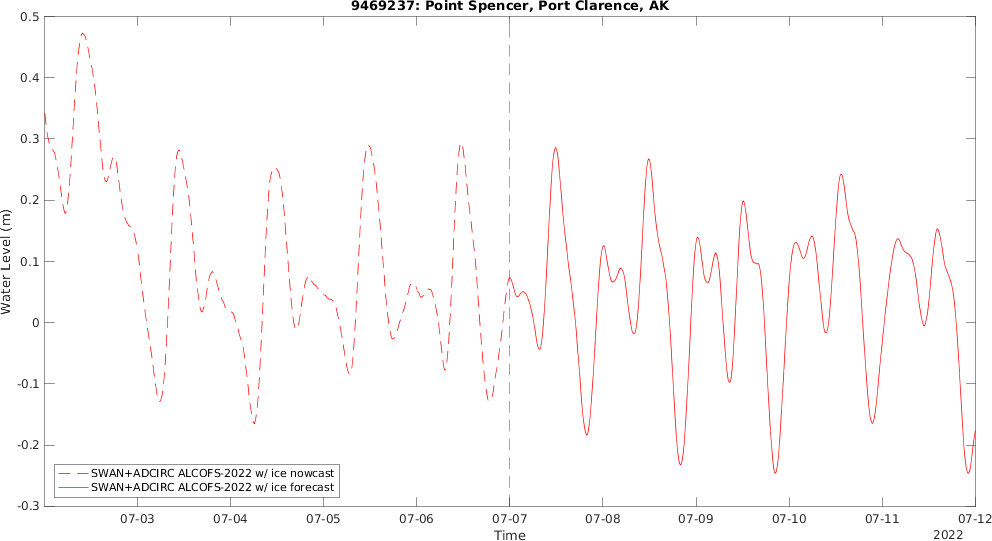 9469237: Point Spencer, Port Clarence, AK
Water Level (m)
0.5
0.4
0.3
0.2
0.1
0
-0.1
-0.2
-0.3
SWAN+ADCIRC ALCOFS-2022 w/ ice nowcast
SWAN+ADCIRC ALCOFS-2022 w/ ice forecast
07-03 07-04 07-05 07-06 07-07 07-08 07-09 07-10 07-11 07-12
Time
2022